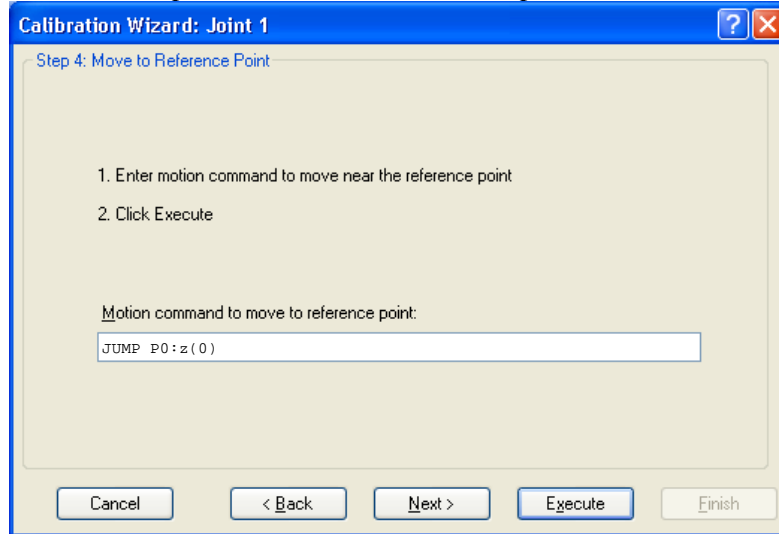 Calibration Wizard: Joint 1
Step 4: Move to Reference Point
1. Enter motion command to move near the reference point
2. Click Execute
Motion command to move to reference point:
JUMP P0:z(0)
Cancel < Back Next > Execute Finish